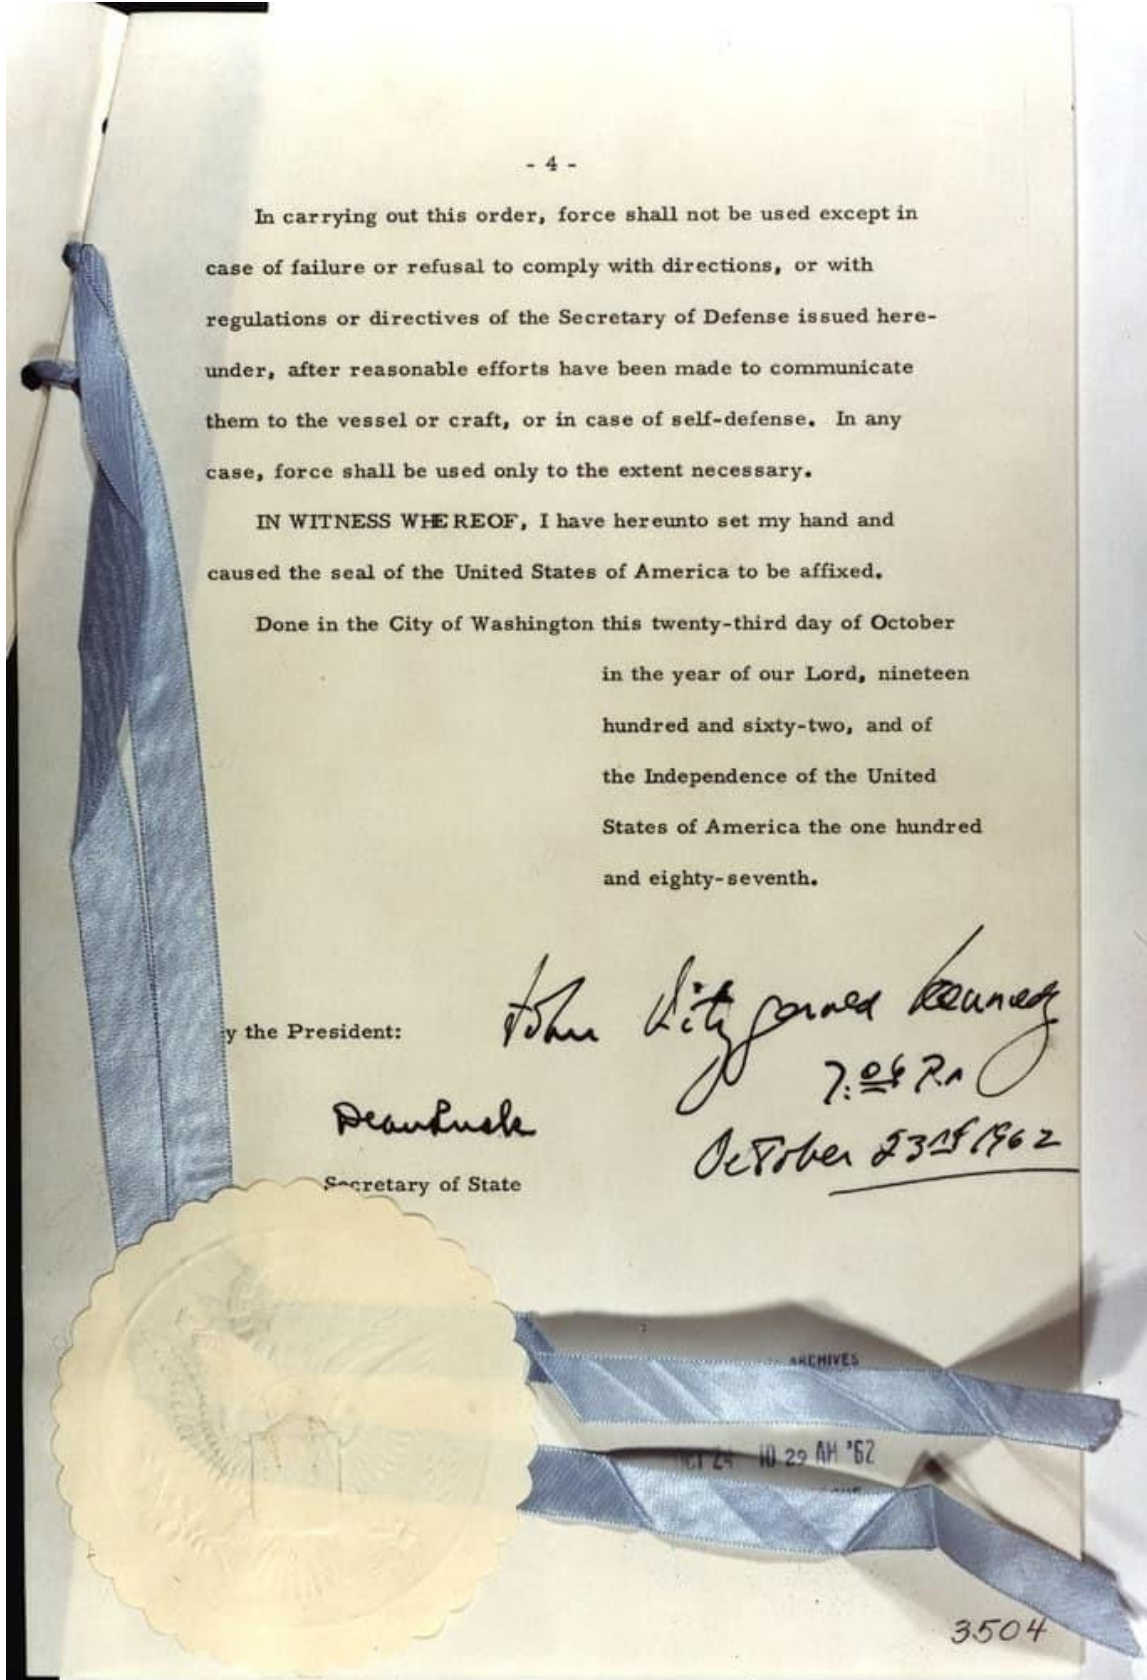 - 4 -
In carrying out this order, force shall not be used except in
case of failure or refusal to comply with directions, or with
regulations or directives of the Secretary of Defense issued here-
under, after reasonable efforts have been made to communicate
them to the vessel or craft, or in case of self-defense. In any
case, force shall be used only to the extent necessary.
IN WITNESS WHEREOF, I have hereunto set my hand and
caused the seal of the United States of America to be affixed.
Done in the City of Washington this twenty-third day of October
in the year of our Lord, nineteen
hundred and sixty-two, and of
the Independence of the United
States of America the one hundred
and eighty-seventh.
John Fitzgerald Kennedy
y the President:
7:06 P.m
Dean Rusk
October 23rd 1962
Secretary of State
ARCHIVES
OCT 24 10 29 AM '62
3504